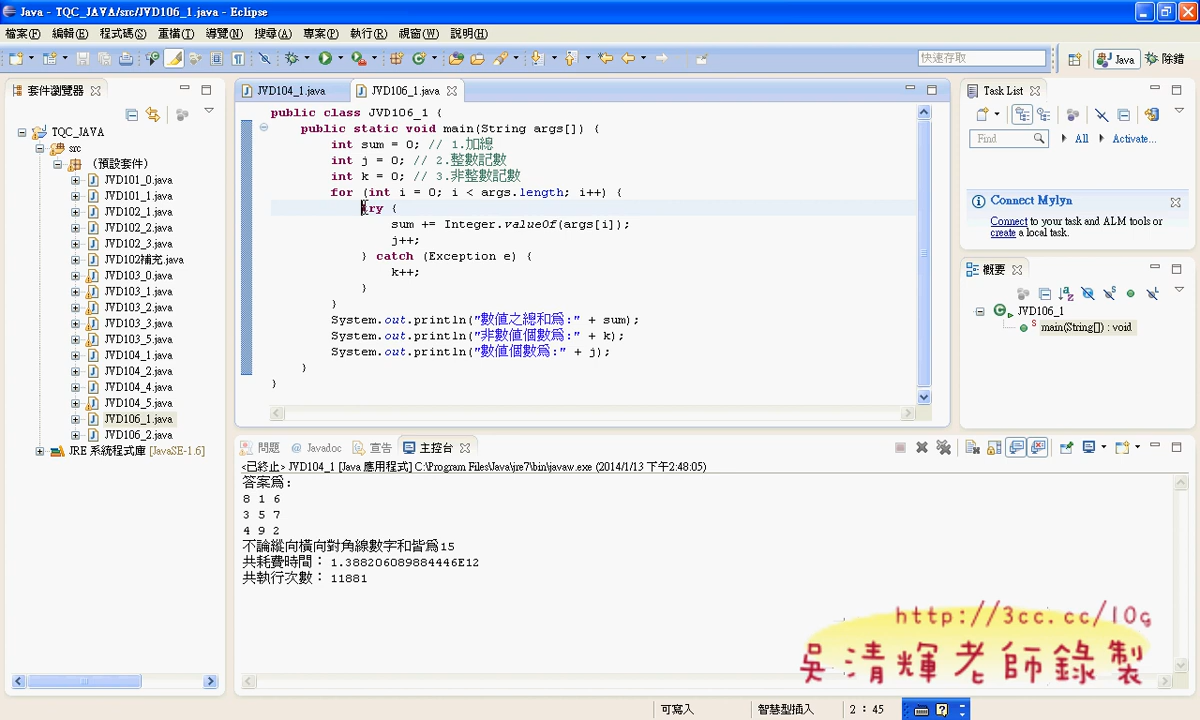 Java - TQC_JAVA/src/JVD106_1.java - Eclipse
檔案(F) 編輯(E) 程式碼(S) 重構(T) 導覽(N) 搜尋(A) 專案(P) 執行(R) 視窗(W) 說明(H)
快速存取
Java
除錯
套件瀏覽器
TQC_JAVA
src
(預設套件)
JVD101_0.java
JVD101_1.java
JVD102_1.java
JVD102_2.java
JVD102_3.java
JVD102補充.java
JVD103_0.java
JVD103_1.java
JVD103_2.java
JVD103_3.java
JVD103_5.java
JVD104_1.java
JVD104_2.java
JVD104_4.java
JVD104_5.java
JVD106_1.java
JVD106_2.java
JRE 系統程式庫 [JavaSE-1.6]
JVD104_1.java
JVD106_1.java
public class JVD106_1 {
public static void main(String args[]) {
int sum = 0; // 1.加總
int j = 0; // 2.整數記數
int k = 0; // 3.非整數記數
for (int i = 0; i < args.length; i++) {
try {
sum += Integer.valueOf(args[i]);
j++;
} catch (Exception e) {
k++;
}
}
System.out.println("數值之總和為:" + sum);
System.out.println("非數值個數為:" + k);
System.out.println("數值個數為:" + j);
}
}
Task List
Find
All
Activate...
Connect Mylyn
Connect to your task and ALM tools or
create a local task.
概要
JVD106_1
main(String[]) : void
問題
@ Javadoc
宣告
主控台
<已終止> JVD104_1 [Java 應用程式] C:\Program Files\Java\jre7\bin\javaw.exe (2014/1/13 下午2:48:05)
答案為:
8 1 6
3 5 7
4 9 2
不論縱向橫向對角線數字和皆為15
共耗費時間：1.388206089884446E12
共執行次數：11881
http://3cc.cc/10g
吳清輝老師錄製
可寫入
智慧型插入
2 : 45